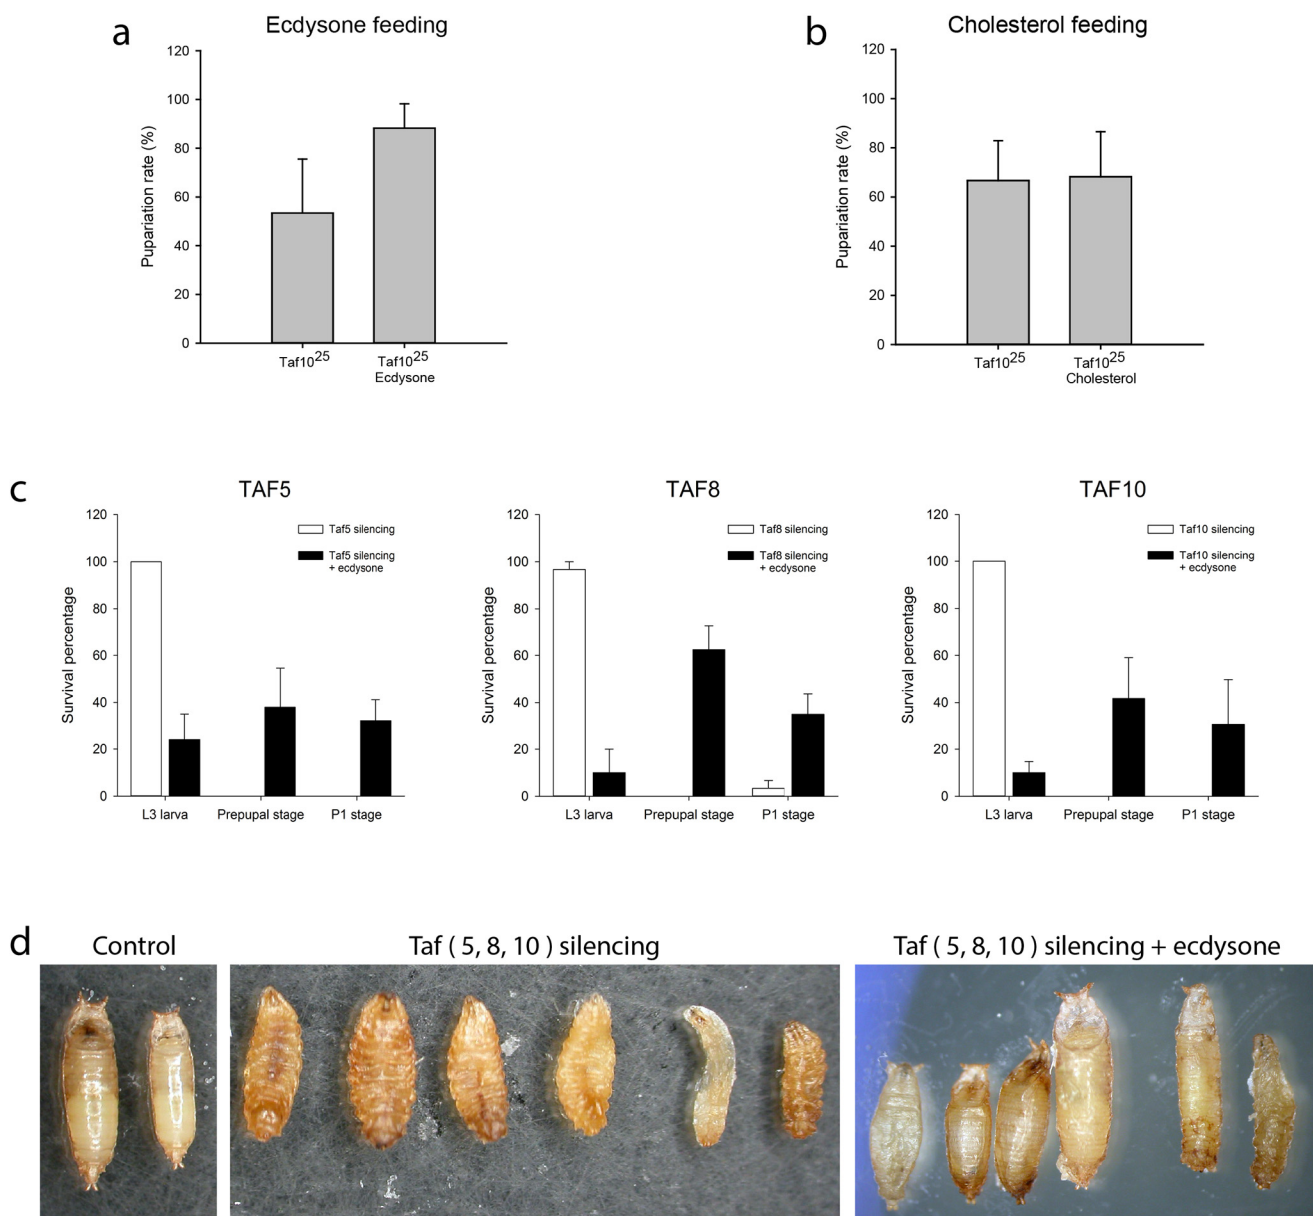 a
Ecdysone feeding
Pupariation rate (%)
120
100
80
60
40
20
0
Taf10²⁵
Taf10²⁵
Ecdysone
b
Cholesterol feeding
Pupariation rate (%)
120
100
80
60
40
20
0
Taf10²⁵
Taf10²⁵
Cholesterol
c
TAF5
Survival percentage
120
100
80
60
40
20
0
Taf5 silencing
Taf5 silencing
+ ecdysone
L3 larva Prepupal stage P1 stage
TAF8
Survival percentage
120
100
80
60
40
20
0
Taf8 silencing
Taf8 silencing
+ ecdysone
L3 larva Prepupal stage P1 stage
TAF10
Survival percentage
120
100
80
60
40
20
0
Taf10 silencing
Taf10 silencing
+ ecdysone
L3 larva Prepupal stage P1 stage
d
Control
Taf ( 5, 8, 10 ) silencing
Taf ( 5, 8, 10 ) silencing + ecdysone